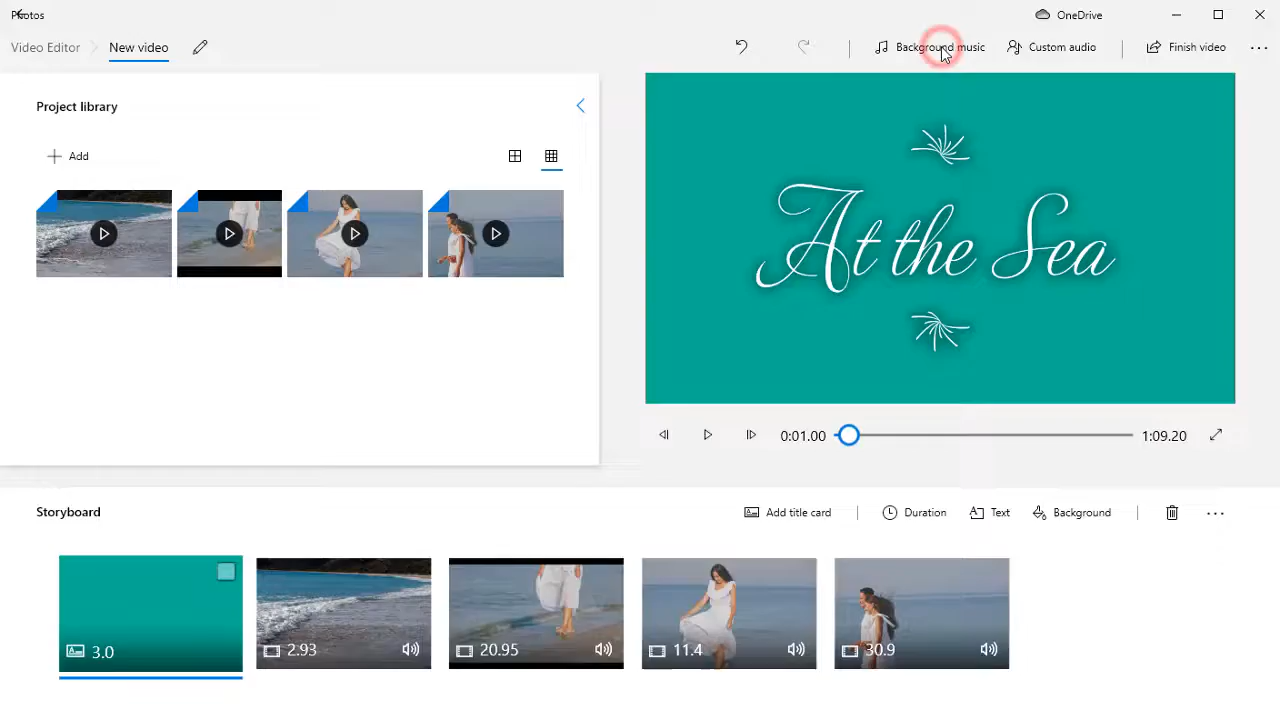 Photos
OneDrive
Video Editor
New video
Background music
Custom audio
Finish video
Project library
Add
At the Sea
0:01.00
1:09.20
Storyboard
Add title card
Duration
Text
Background
3.0
2.93
20.95
11.4
30.9